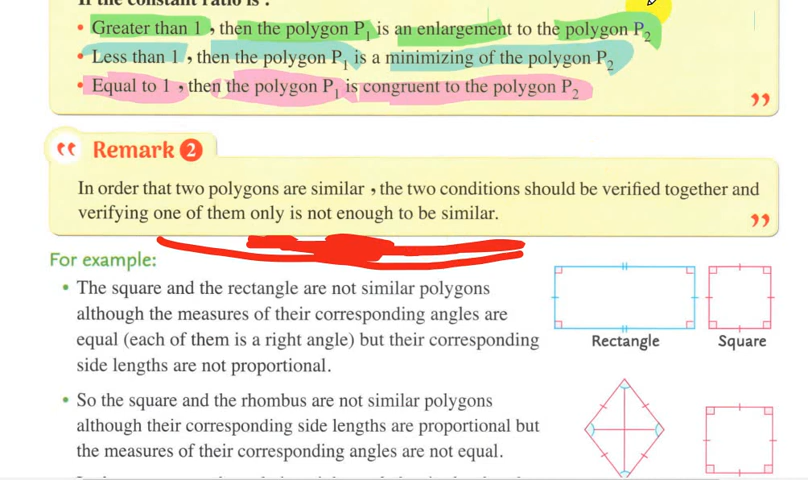 If the constant ratio is :
• Greater than 1 , then the polygon P₁ is an enlargement to the polygon P₂
• Less than 1 , then the polygon P₁ is a minimizing of the polygon P₂
• Equal to 1 , then the polygon P₁ is congruent to the polygon P₂
Remark 2
In order that two polygons are similar , the two conditions should be verified together and
verifying one of them only is not enough to be similar.
For example:
• The square and the rectangle are not similar polygons
although the measures of their corresponding angles are
equal (each of them is a right angle) but their corresponding
side lengths are not proportional.
Rectangle
Square
• So the square and the rhombus are not similar polygons
although their corresponding side lengths are proportional but
the measures of their corresponding angles are not equal.